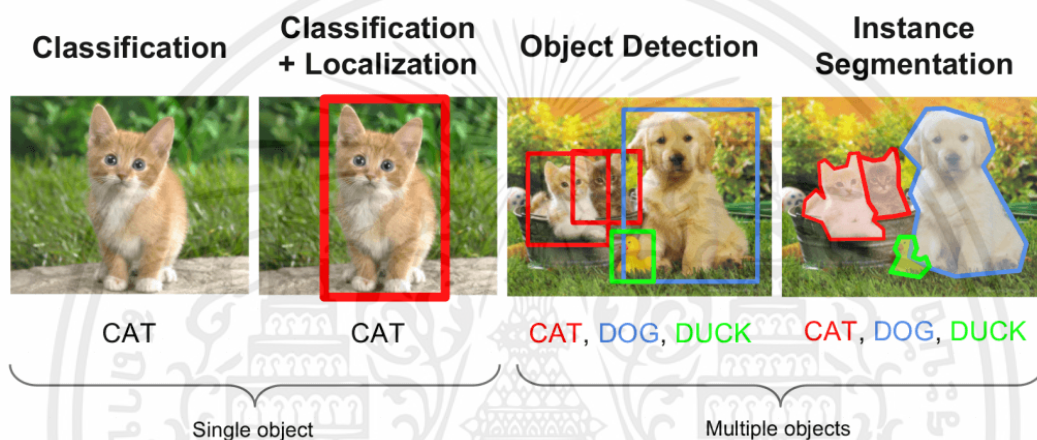 Classification
Classification
+ Localization
Object Detection
Instance
Segmentation
CAT
CAT
CAT, DOG, DUCK
CAT, DOG, DUCK
Single object
Multiple objects